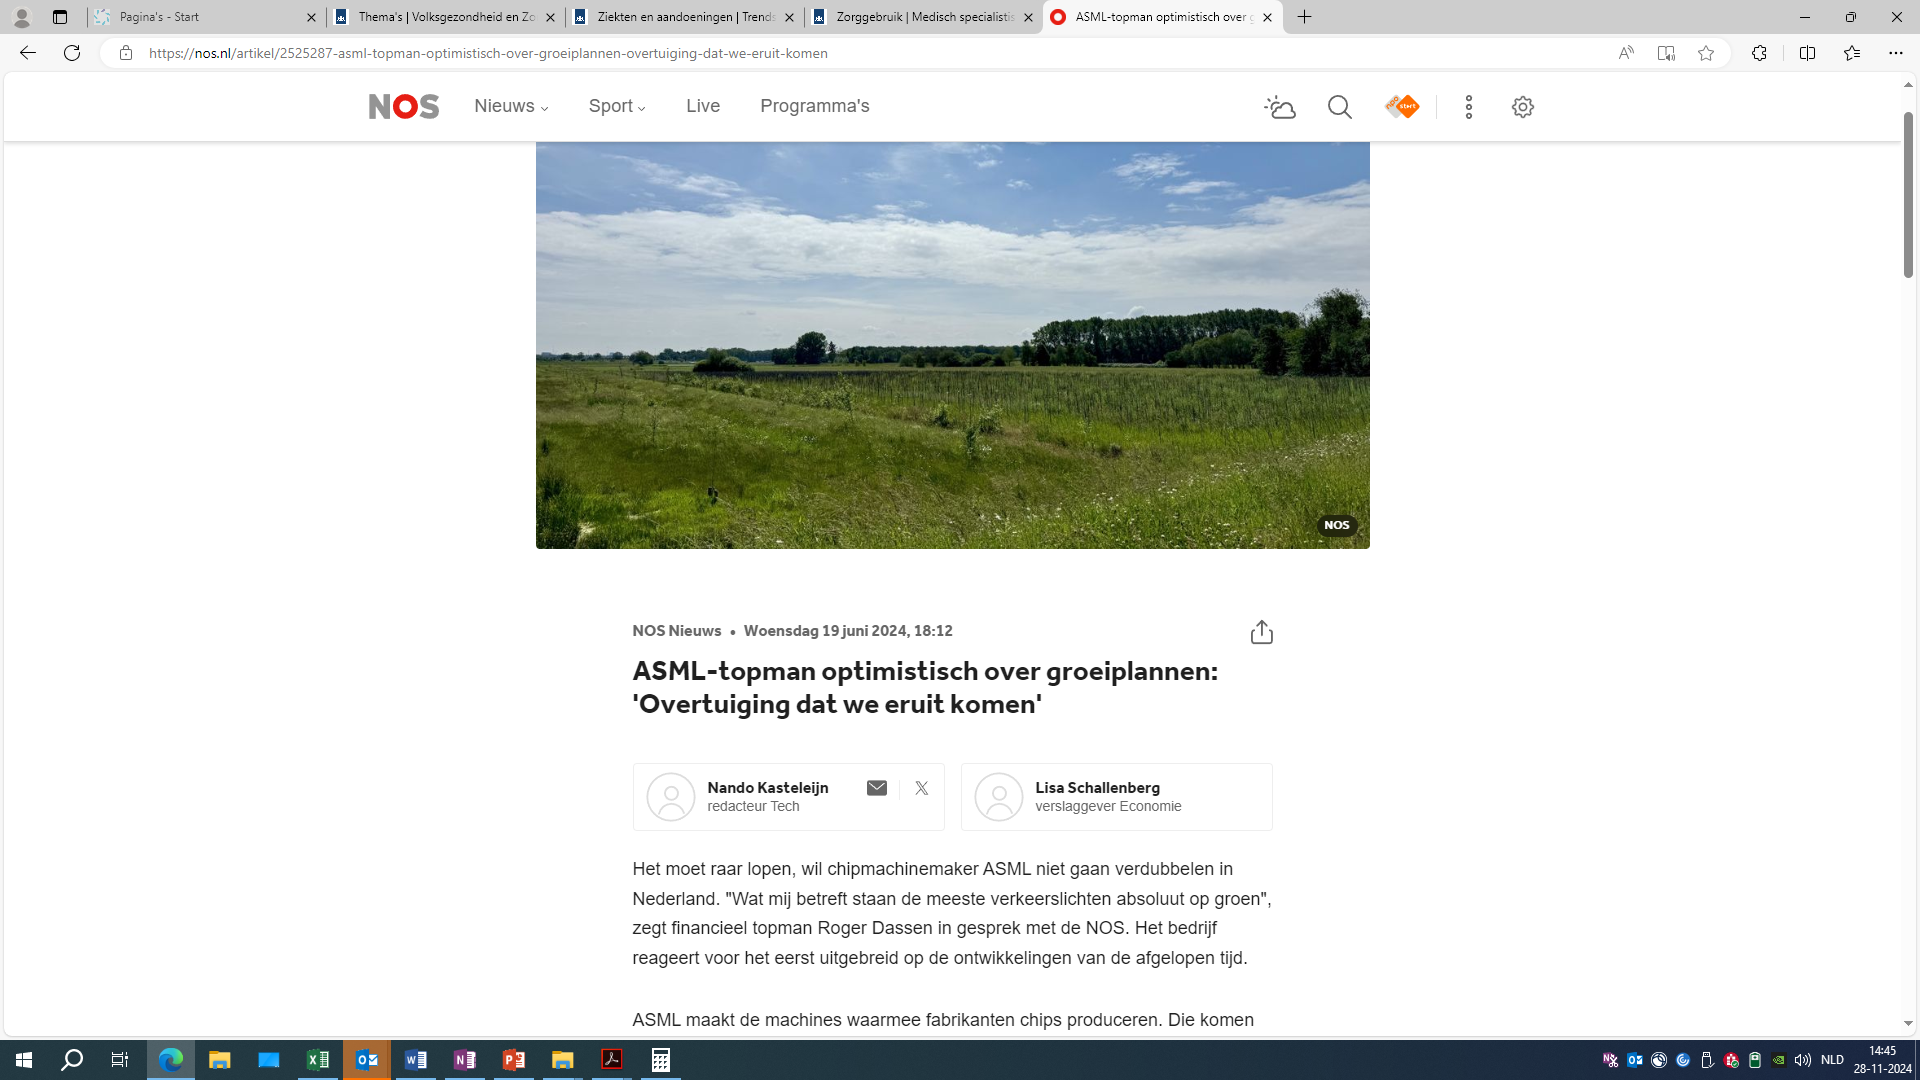 Pagina's - Start
Thema's | Volksgezondheid en Zo
Ziekten en aandoeningen | Trends
Zorggebruik | Medisch specialistis
ASML-topman optimistisch over g
https://nos.nl/artikel/2525287-asml-topman-optimistisch-over-groeiplannen-overtuiging-dat-we-eruit-komen
NOS
Nieuws
Sport
Live
Programma's
npo start
NOS
NOS Nieuws • Woensdag 19 juni 2024, 18:12
ASML-topman optimistisch over groeiplannen:
'Overtuiging dat we eruit komen'
Nando Kasteleijn
redacteur Tech
Lisa Schallenberg
verslaggever Economie
Het moet raar lopen, wil chipmachinemaker ASML niet gaan verdubbelen in
Nederland. "Wat mij betreft staan de meeste verkeerslichten absoluut op groen",
zegt financieel topman Roger Dassen in gesprek met de NOS. Het bedrijf
reageert voor het eerst uitgebreid op de ontwikkelingen van de afgelopen tijd.
ASML maakt de machines waarmee fabrikanten chips produceren. Die komen
NLD
14:45
28-11-2024